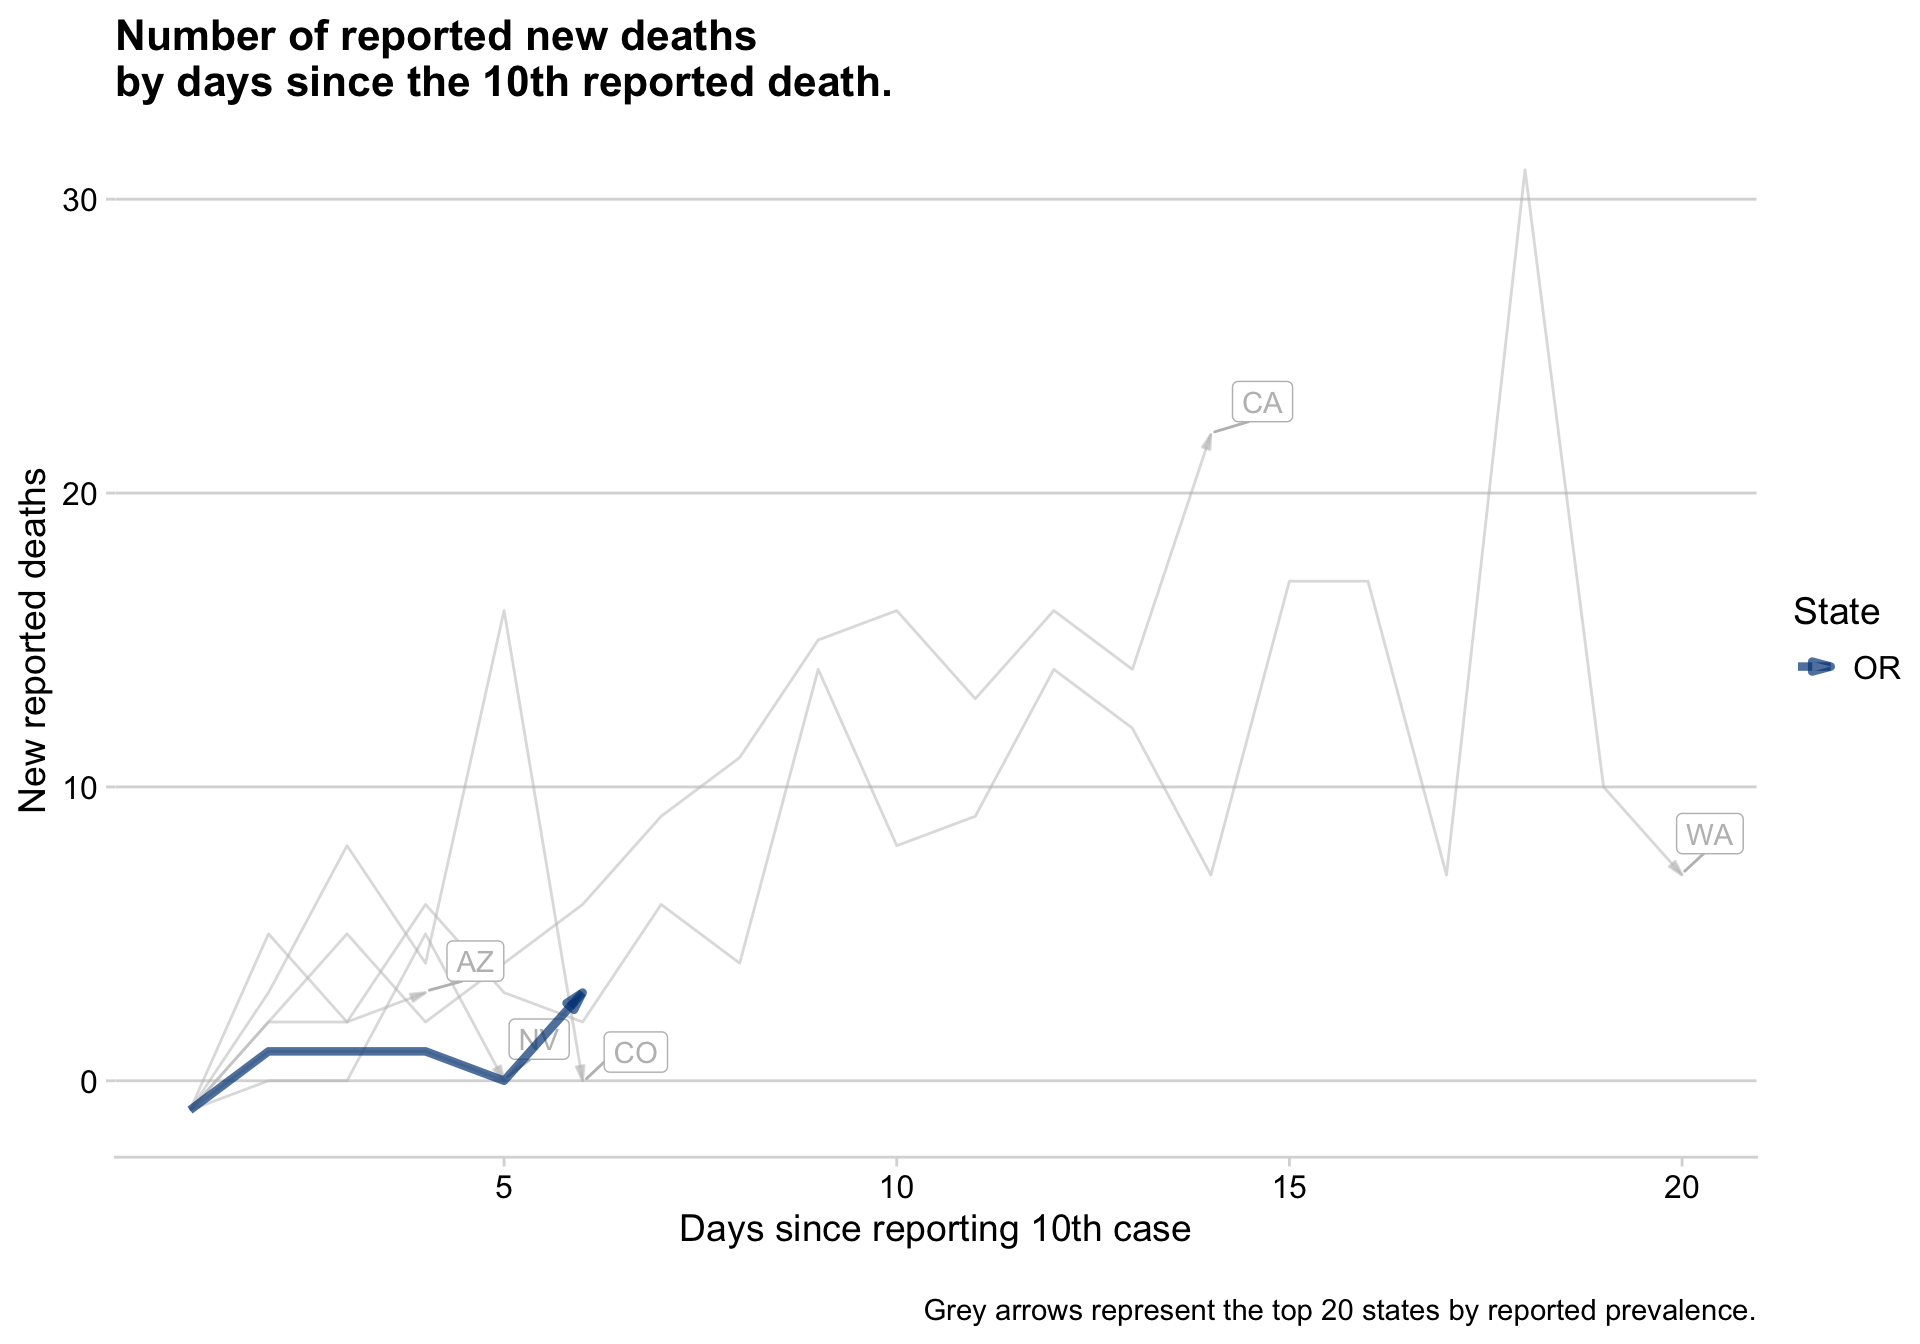 Number of reported new deaths
by days since the 10th reported death.
New reported deaths
30
20
10
0
CA
WA
AZ
NV
CO
State
OR
5
10
15
20
Days since reporting 10th case
Grey arrows represent the top 20 states by reported prevalence.